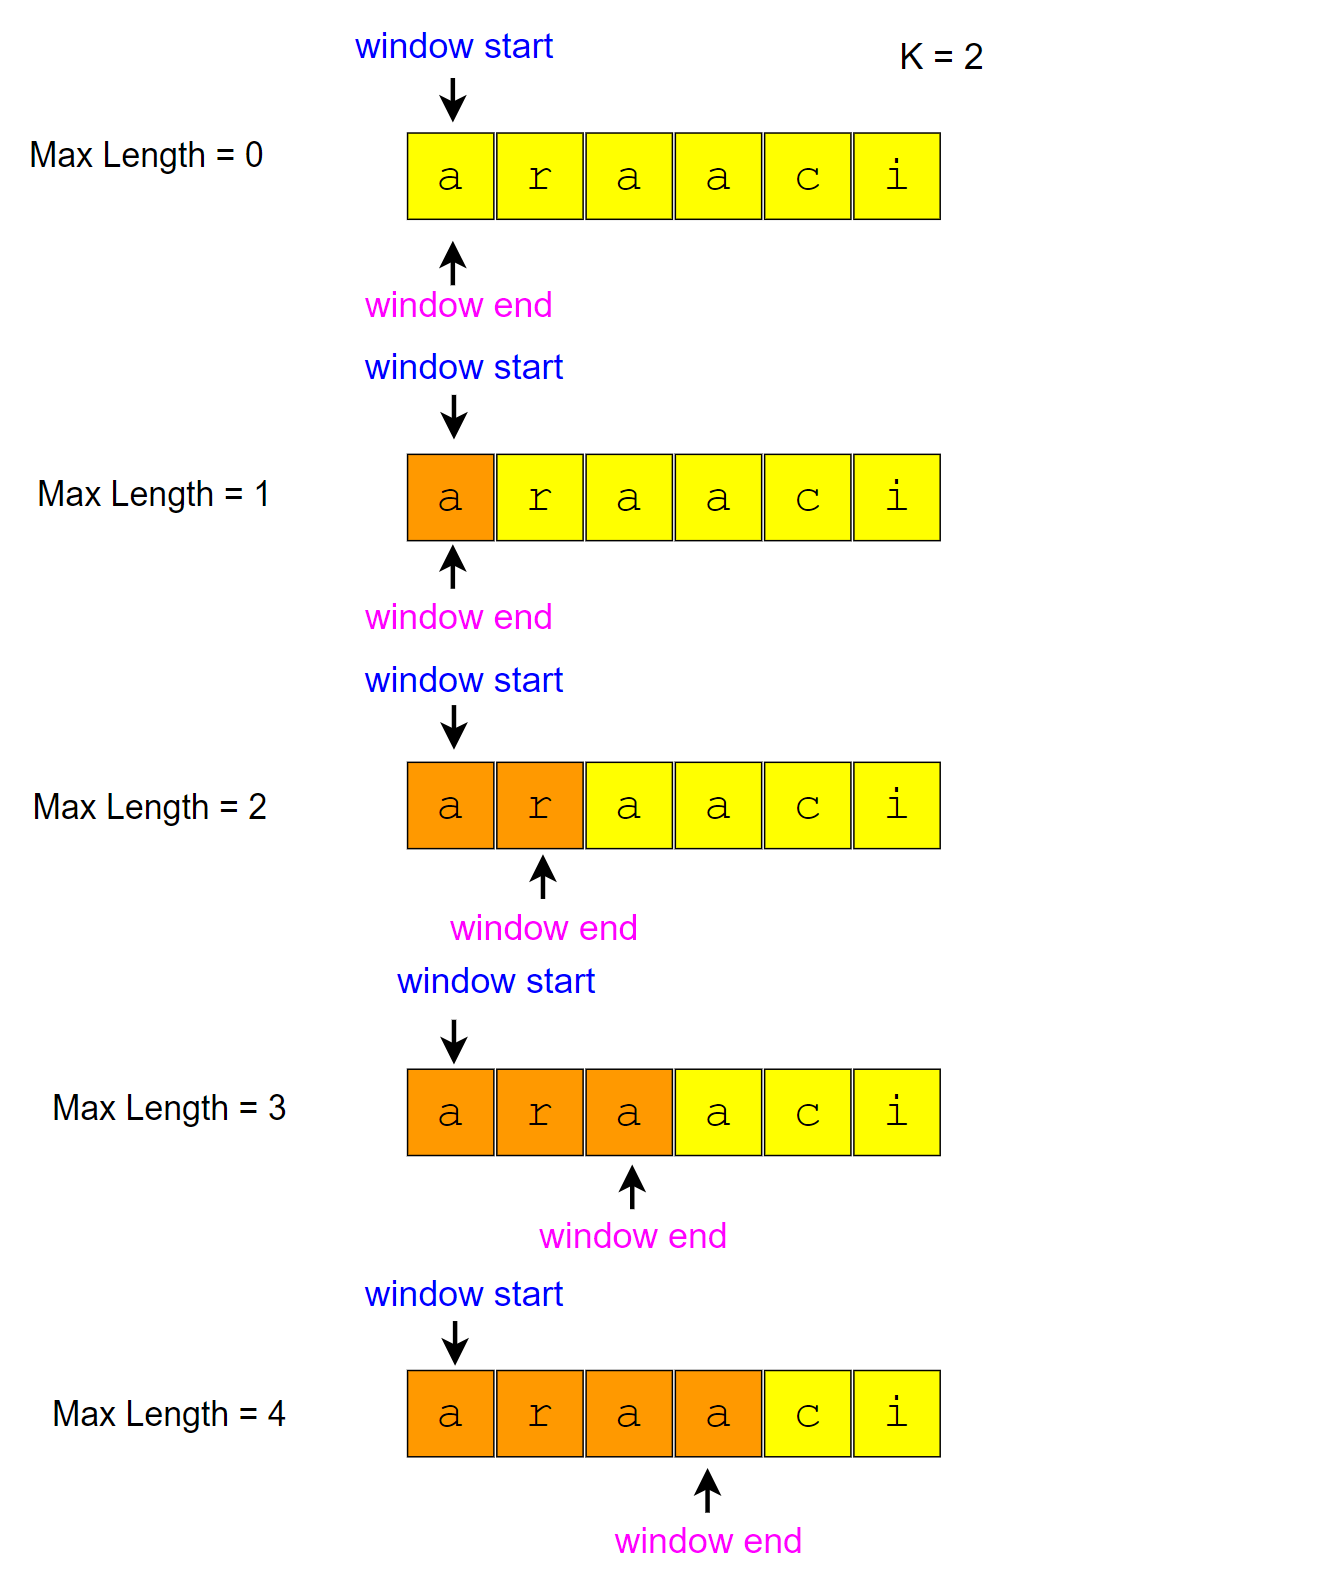 window start
K = 2
Max Length = 0
a r a a c i
window end
window start
Max Length = 1
a r a a c i
window end
window start
Max Length = 2
a r a a c i
window end
window start
Max Length = 3
a r a a c i
window end
window start
Max Length = 4
a r a a c i
window end